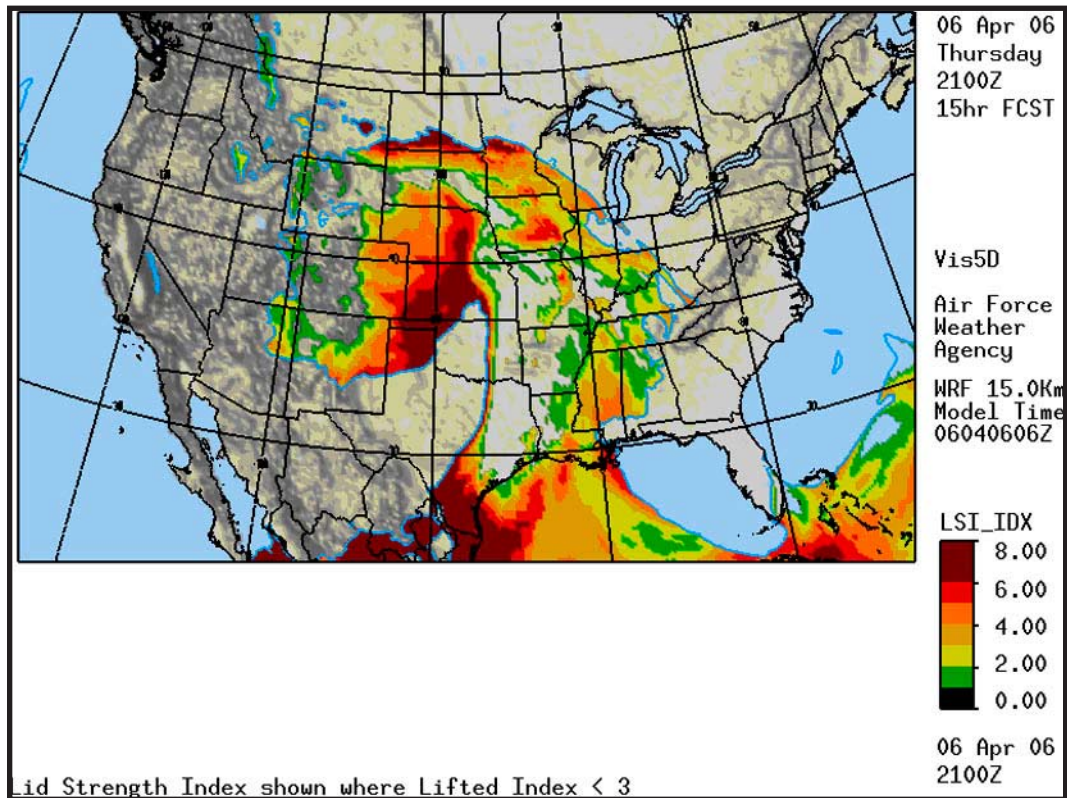 06 Apr 06
Thursday
2100Z
15hr FCST
Vis5D
Air Force
Weather
Agency
WRF 15.0Km
Model Time
06040606Z
LSI_IDX
8.00
6.00
4.00
2.00
0.00
06 Apr 06
2100Z
Lid Strength Index shown where Lifted Index < 3